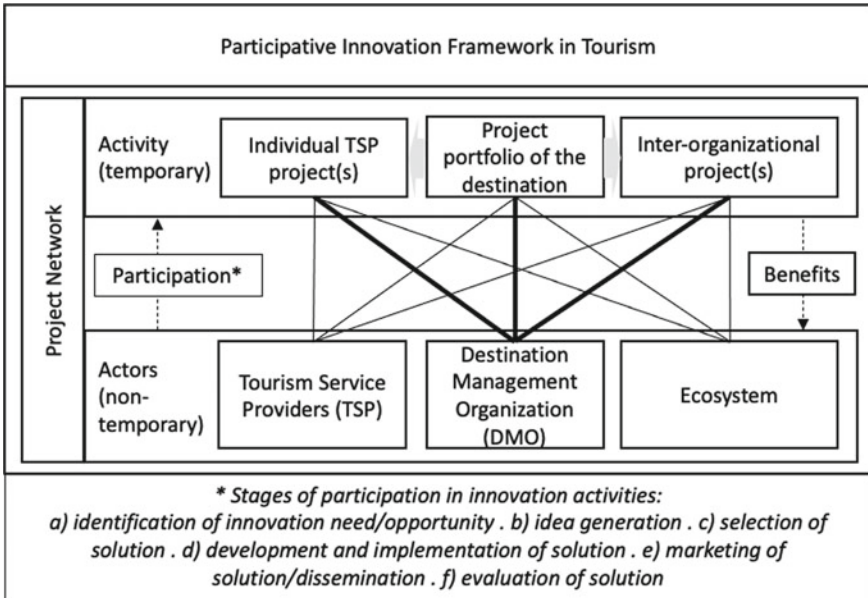 Participative Innovation Framework in Tourism
Project Network
Activity
(temporary)
Individual TSP
project(s)
Project
portfolio of the
destination
Inter-organizational
project(s)
Participation*
Benefits
Actors
(non-
temporary)
Tourism Service
Providers (TSP)
Destination
Management
Organization
(DMO)
Ecosystem
* Stages of participation in innovation activities:
a) identification of innovation need/opportunity . b) idea generation . c) selection of
solution . d) development and implementation of solution . e) marketing of
solution/dissemination . f) evaluation of solution